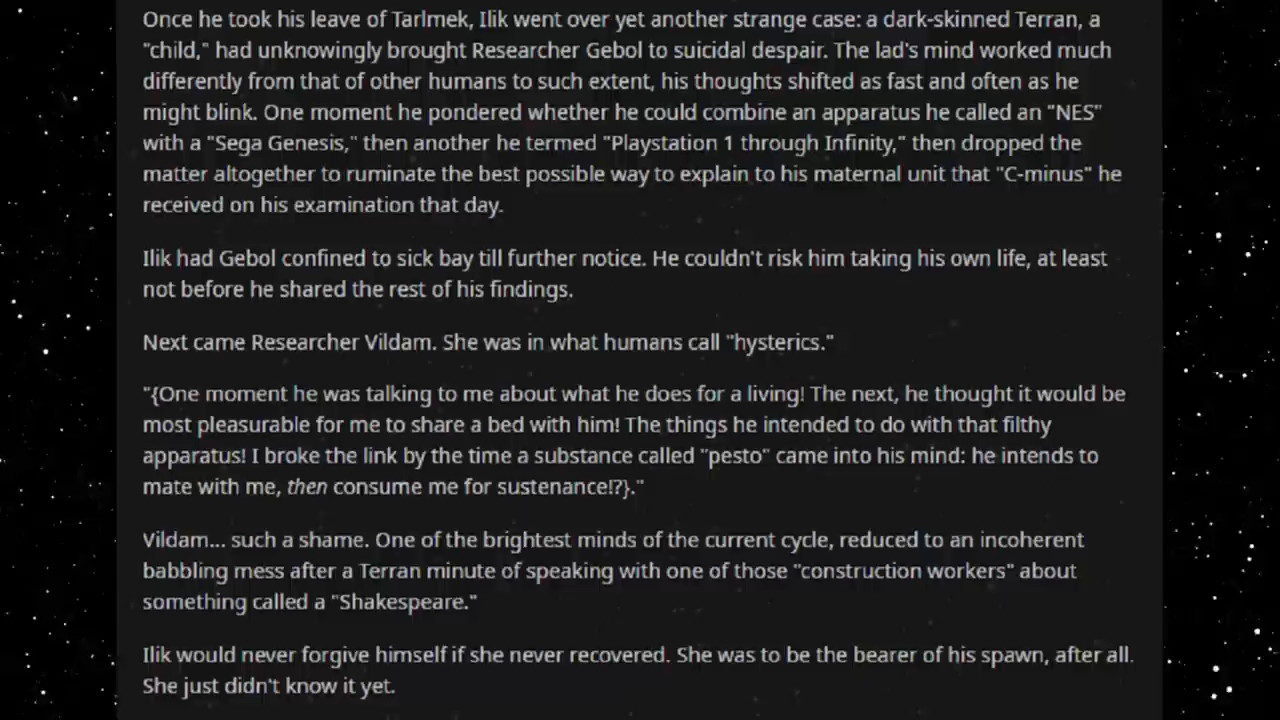 Once he took his leave of Tarlmek, Ilik went over yet another strange case: a dark-skinned Terran, a
"child," had unknowingly brought Researcher Gebol to suicidal despair. The lad's mind worked much
differently from that of other humans to such extent, his thoughts shifted as fast and often as he
might blink. One moment he pondered whether he could combine an apparatus he called an "NES"
with a "Sega Genesis," then another he termed "Playstation 1 through Infinity," then dropped the
matter altogether to ruminate the best possible way to explain to his maternal unit that "C-minus" he
received on his examination that day.
Ilik had Gebol confined to sick bay till further notice. He couldn't risk him taking his own life, at least
not before he shared the rest of his findings.
Next came Researcher Vildam. She was in what humans call "hysterics."
"{One moment he was talking to me about what he does for a living! The next, he thought it would be
most pleasurable for me to share a bed with him! The things he intended to do with that filthy
apparatus! I broke the link by the time a substance called "pesto" came into his mind: he intends to
mate with me, then consume me for sustenance!?}."
Vildam... such a shame. One of the brightest minds of the current cycle, reduced to an incoherent
babbling mess after a Terran minute of speaking with one of those "construction workers" about
something called a "Shakespeare."
Ilik would never forgive himself if she never recovered. She was to be the bearer of his spawn, after all.
She just didn't know it yet.